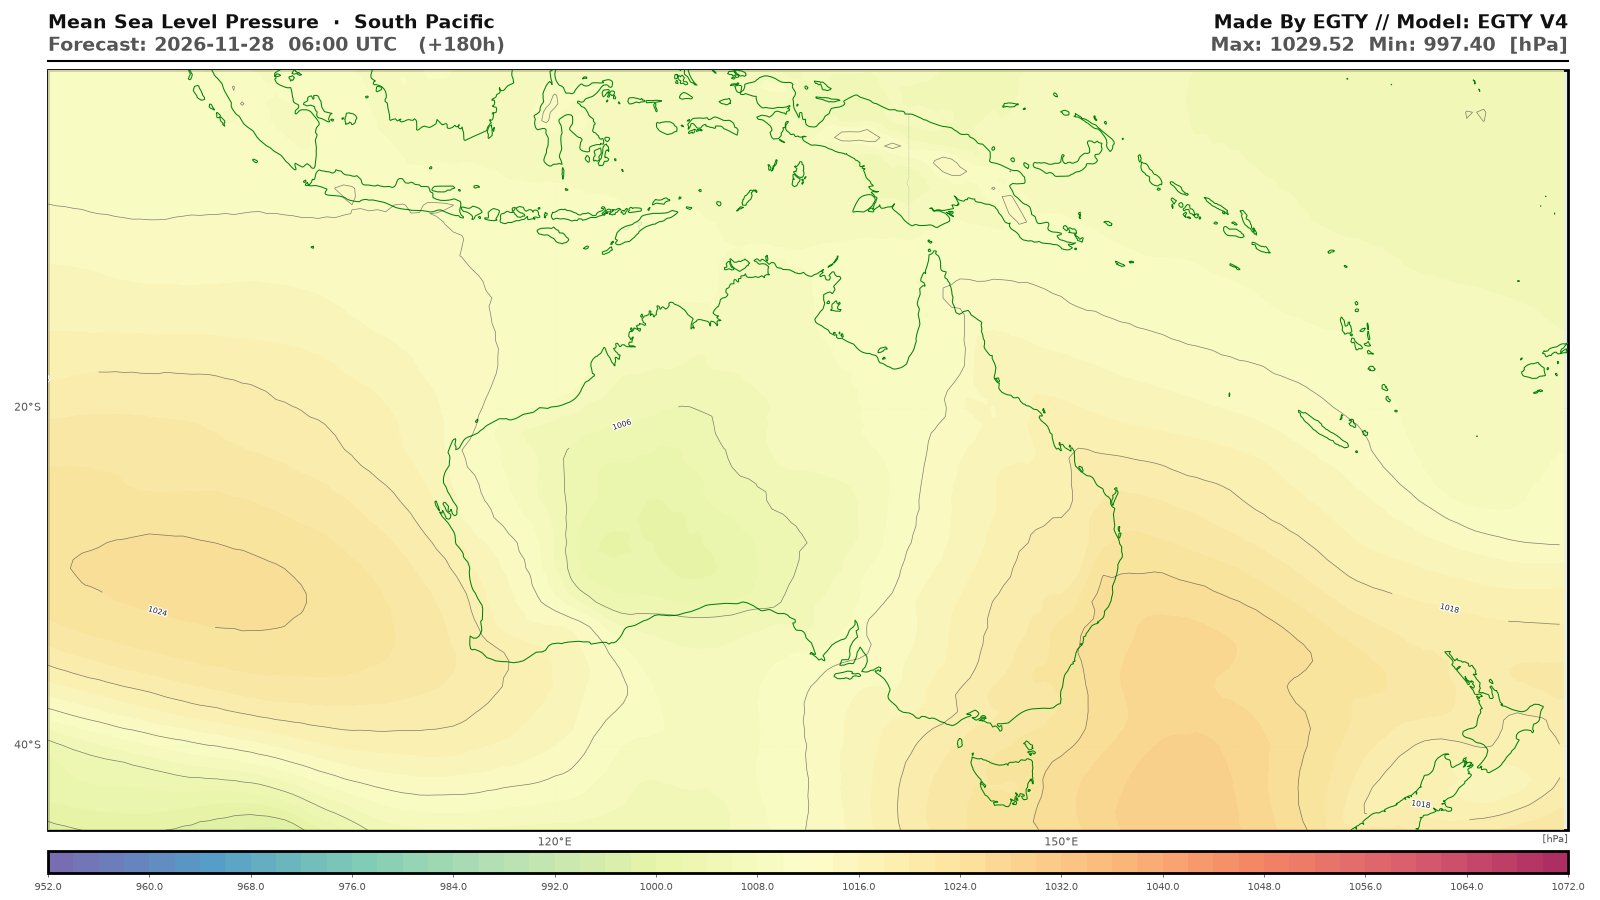 Mean Sea Level Pressure · South Pacific
Made By EGTY // Model: EGTY V4
Forecast: 2026-11-28 06:00 UTC (+180h)
Max: 1029.52 Min: 997.40 [hPa]
20°S
1006
1024
1018
40°S
1018
120°E
150°E
[hPa]
952.0
960.0
968.0
976.0
984.0
992.0
1000.0
1008.0
1016.0
1024.0
1032.0
1040.0
1048.0
1056.0
1064.0
1072.0